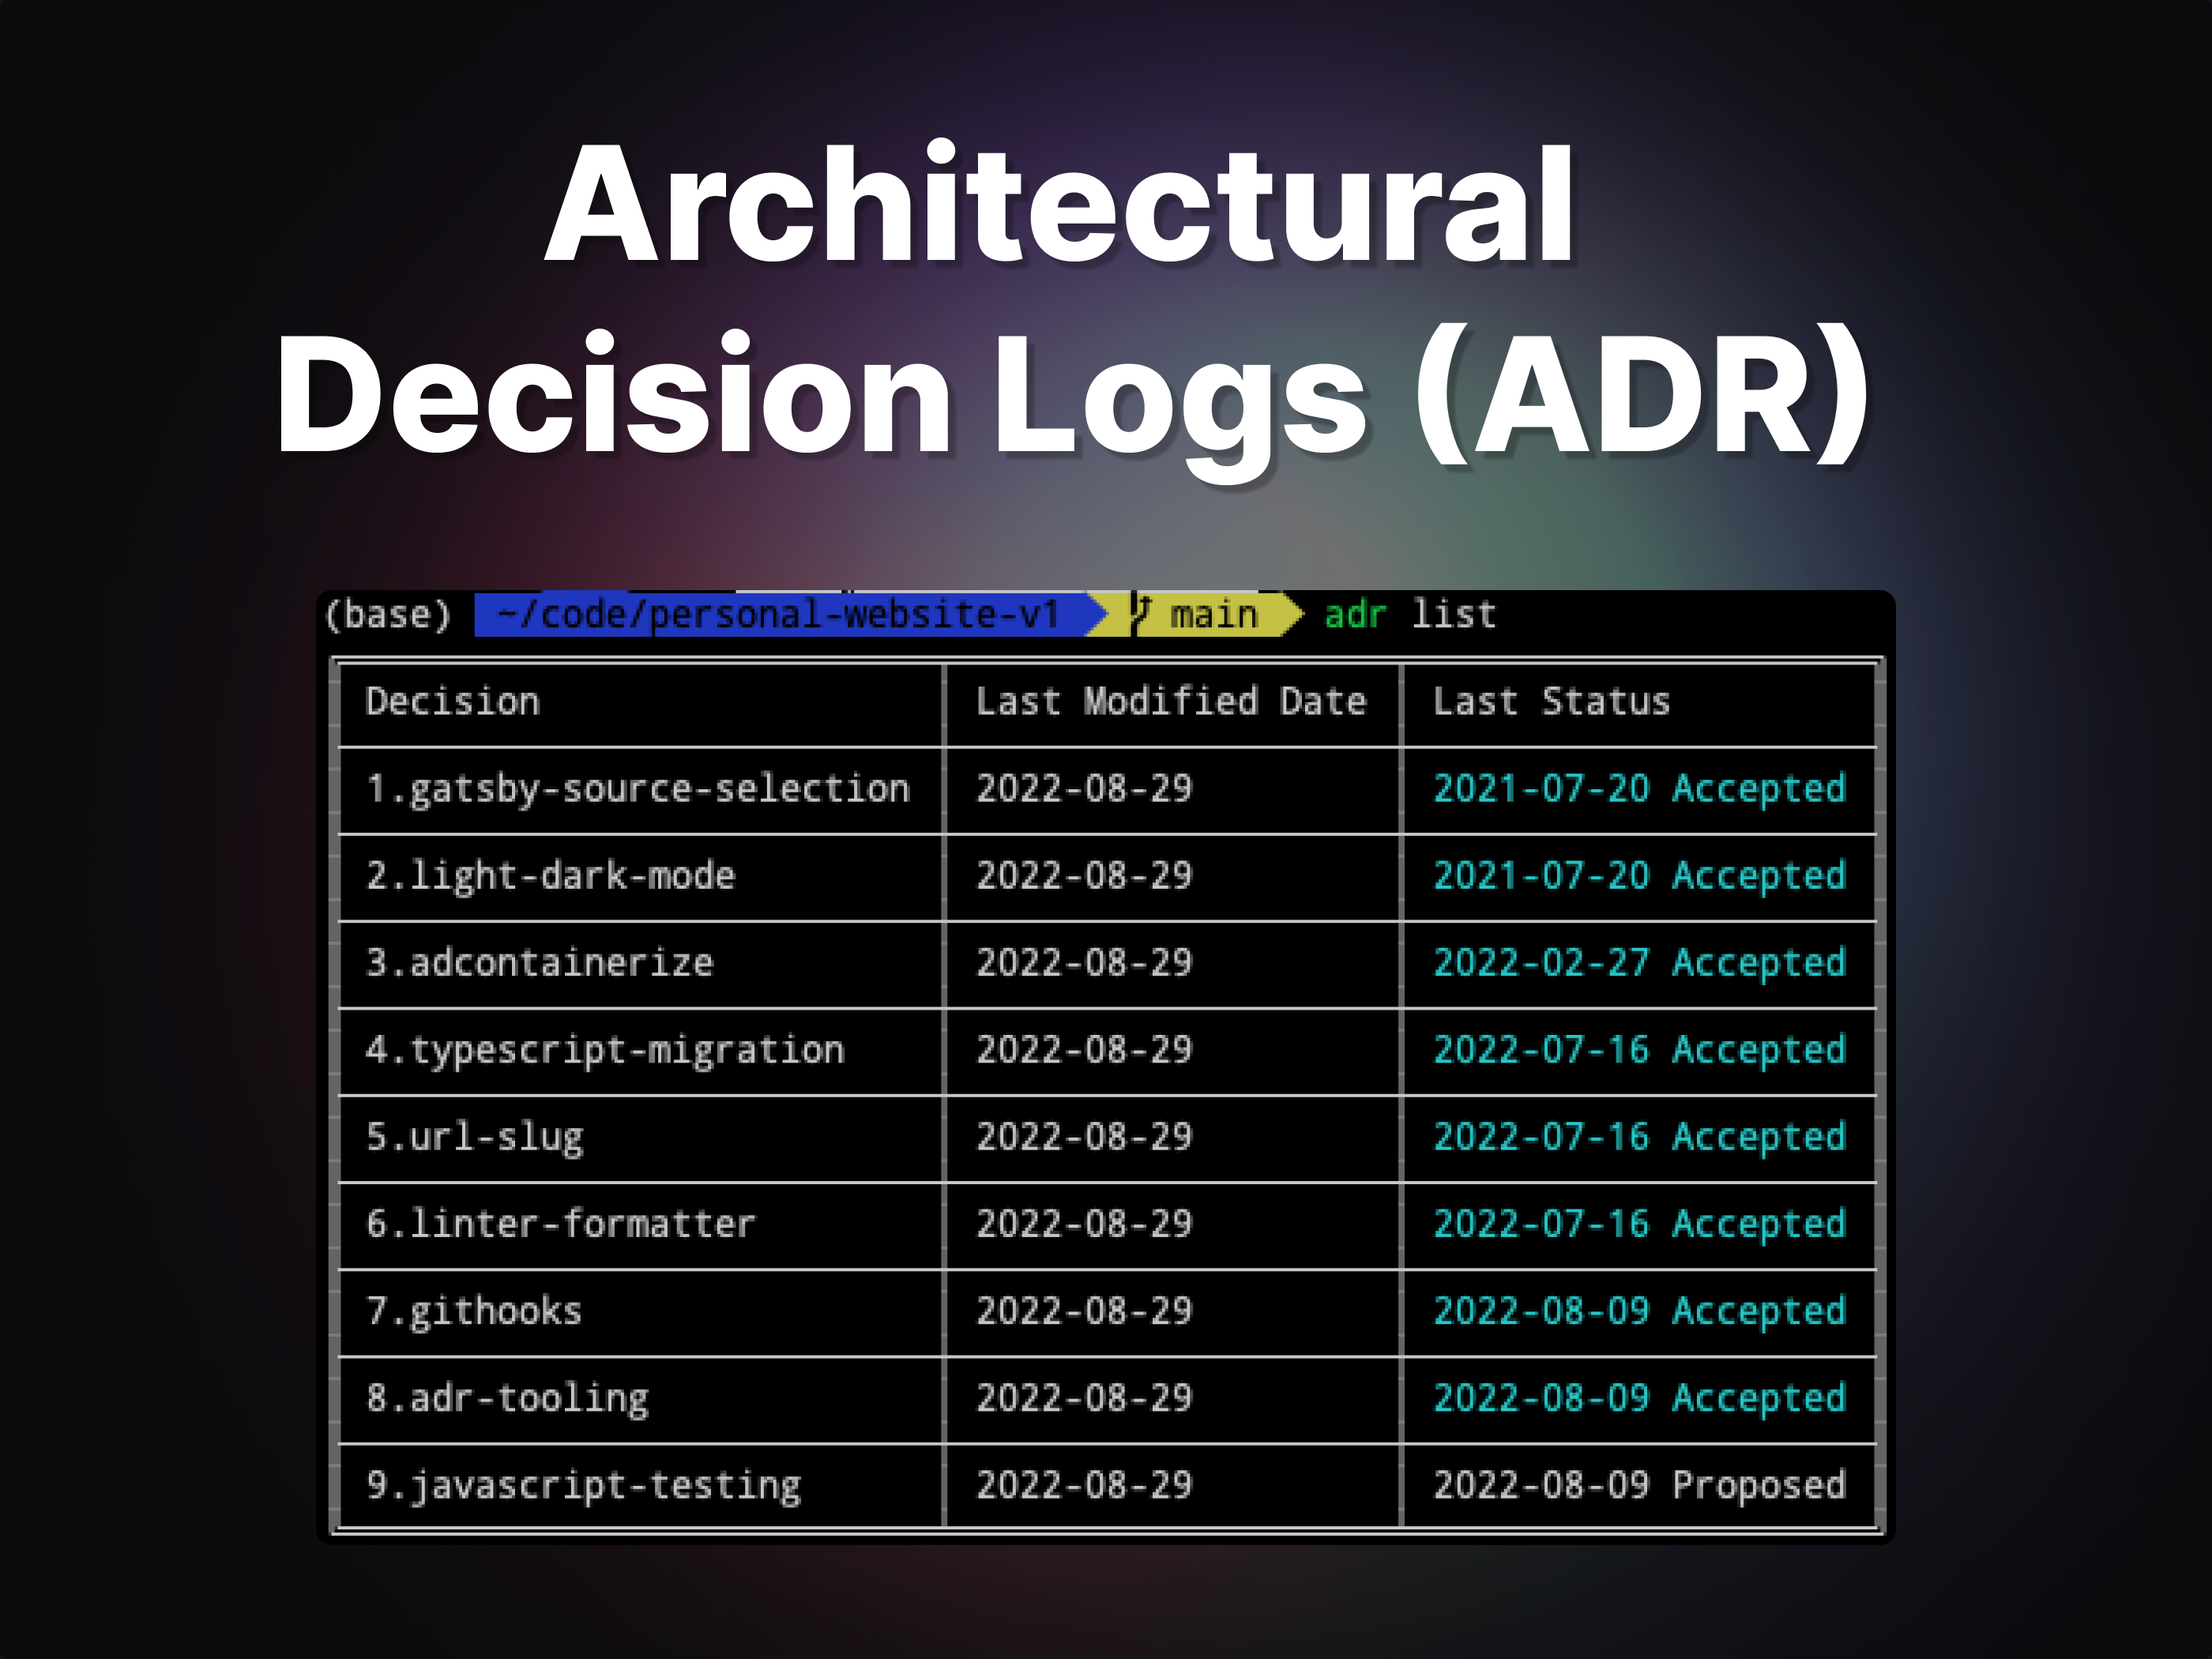 Architectural
Decision Logs (ADR)
(base) ~/code/personal-website-v1 main adr list
Decision Last Modified Date Last Status
1.gatsby-source-selection 2022-08-29 2021-07-20 Accepted
2.light-dark-mode 2022-08-29 2021-07-20 Accepted
3.adcontainerize 2022-08-29 2022-02-27 Accepted
4.typescript-migration 2022-08-29 2022-07-16 Accepted
5.url-slug 2022-08-29 2022-07-16 Accepted
6.linter-formatter 2022-08-29 2022-07-16 Accepted
7.githooks 2022-08-29 2022-08-09 Accepted
8.adr-tooling 2022-08-29 2022-08-09 Accepted
9.javascript-testing 2022-08-29 2022-08-09 Proposed